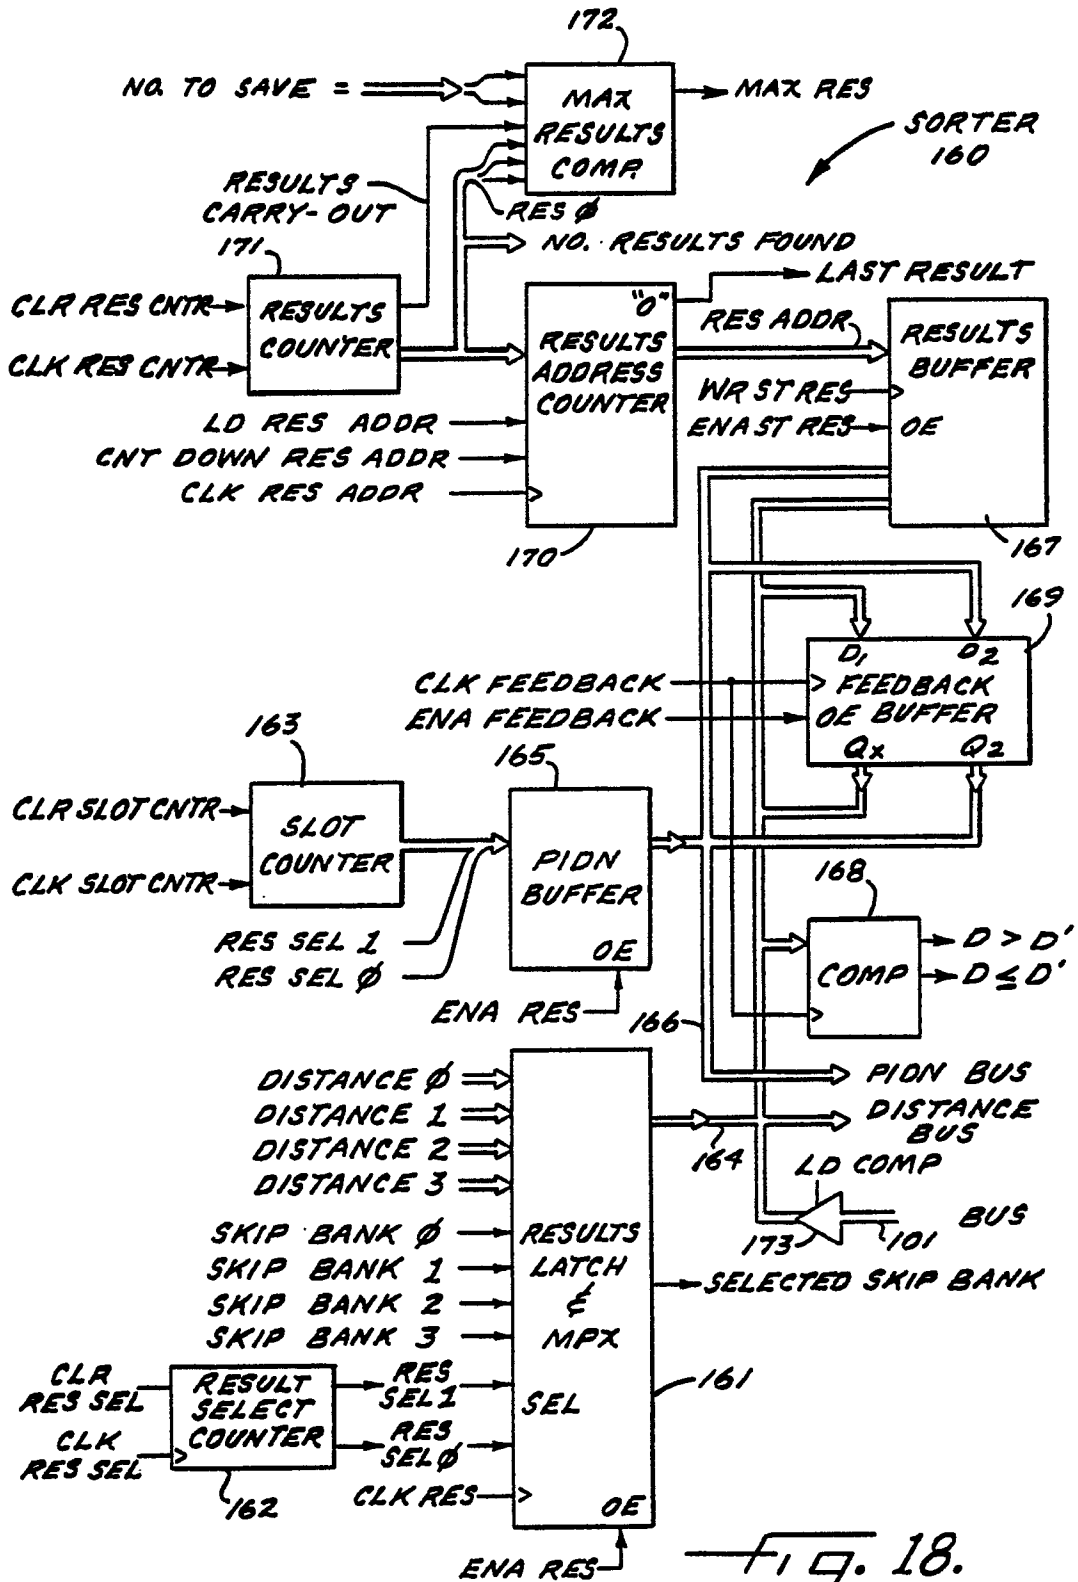 172
NO. TO SAVE =
MAX
RESULTS
COMP.
MAX RES
SORTER
160
RESULTS
CARRY-OUT
RES Ø
171
NO. RESULTS FOUND
CLR RES CNTR
CLK RES CNTR
RESULTS
COUNTER
"0"
LAST RESULT
RESULTS
ADDRESS
COUNTER
RES ADDR
RESULTS
BUFFER
WR ST RES
ENA ST RES
OE
LD RES ADDR
CNT DOWN RES ADDR
CLK RES ADDR
170
167
169
D1
D2
CLK FEEDBACK
ENA FEEDBACK
FEEDBACK
OE BUFFER
Qx
Q2
163
165
CLR SLOT CNTR
CLK SLOT CNTR
SLOT
COUNTER
PIDN
BUFFER
OE
RES SEL 1
RES SEL Ø
ENA RES
168
COMP
D > D'
D ≤ D'
166
PIDN BUS
DISTANCE
BUS
164
DISTANCE Ø
DISTANCE 1
DISTANCE 2
DISTANCE 3
LD COMP
173
101
BUS
SKIP BANK Ø
SKIP BANK 1
SKIP BANK 2
SKIP BANK 3
RESULTS
LATCH
&
MPX
SELECTED SKIP BANK
CLR
RES SEL
CLK
RES SEL
RESULT
SELECT
COUNTER
162
RES
SEL1
RES
SELØ
SEL
161
CLK RES
OE
ENA RES
Fig. 18.